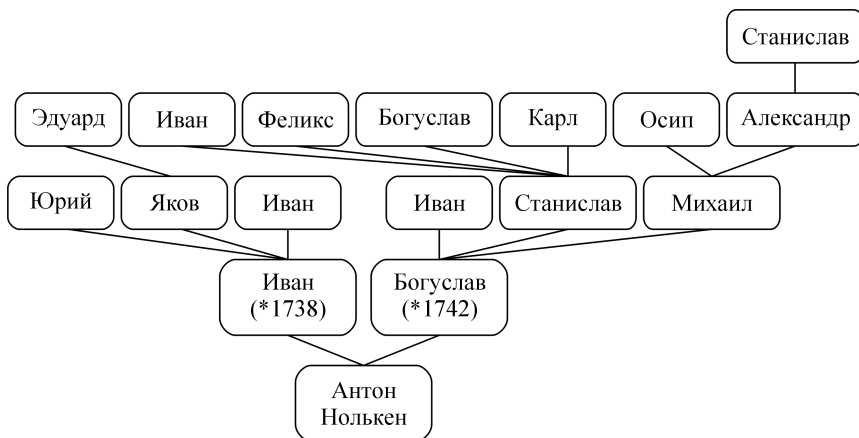 Станислав
Эдуард
Иван
Феликс
Богуслав
Карл
Осип
Александр
Юрий
Яков
Иван
Иван
Станислав
Михаил
Иван
(*1738)
Богуслав
(*1742)
Антон
Нолькен